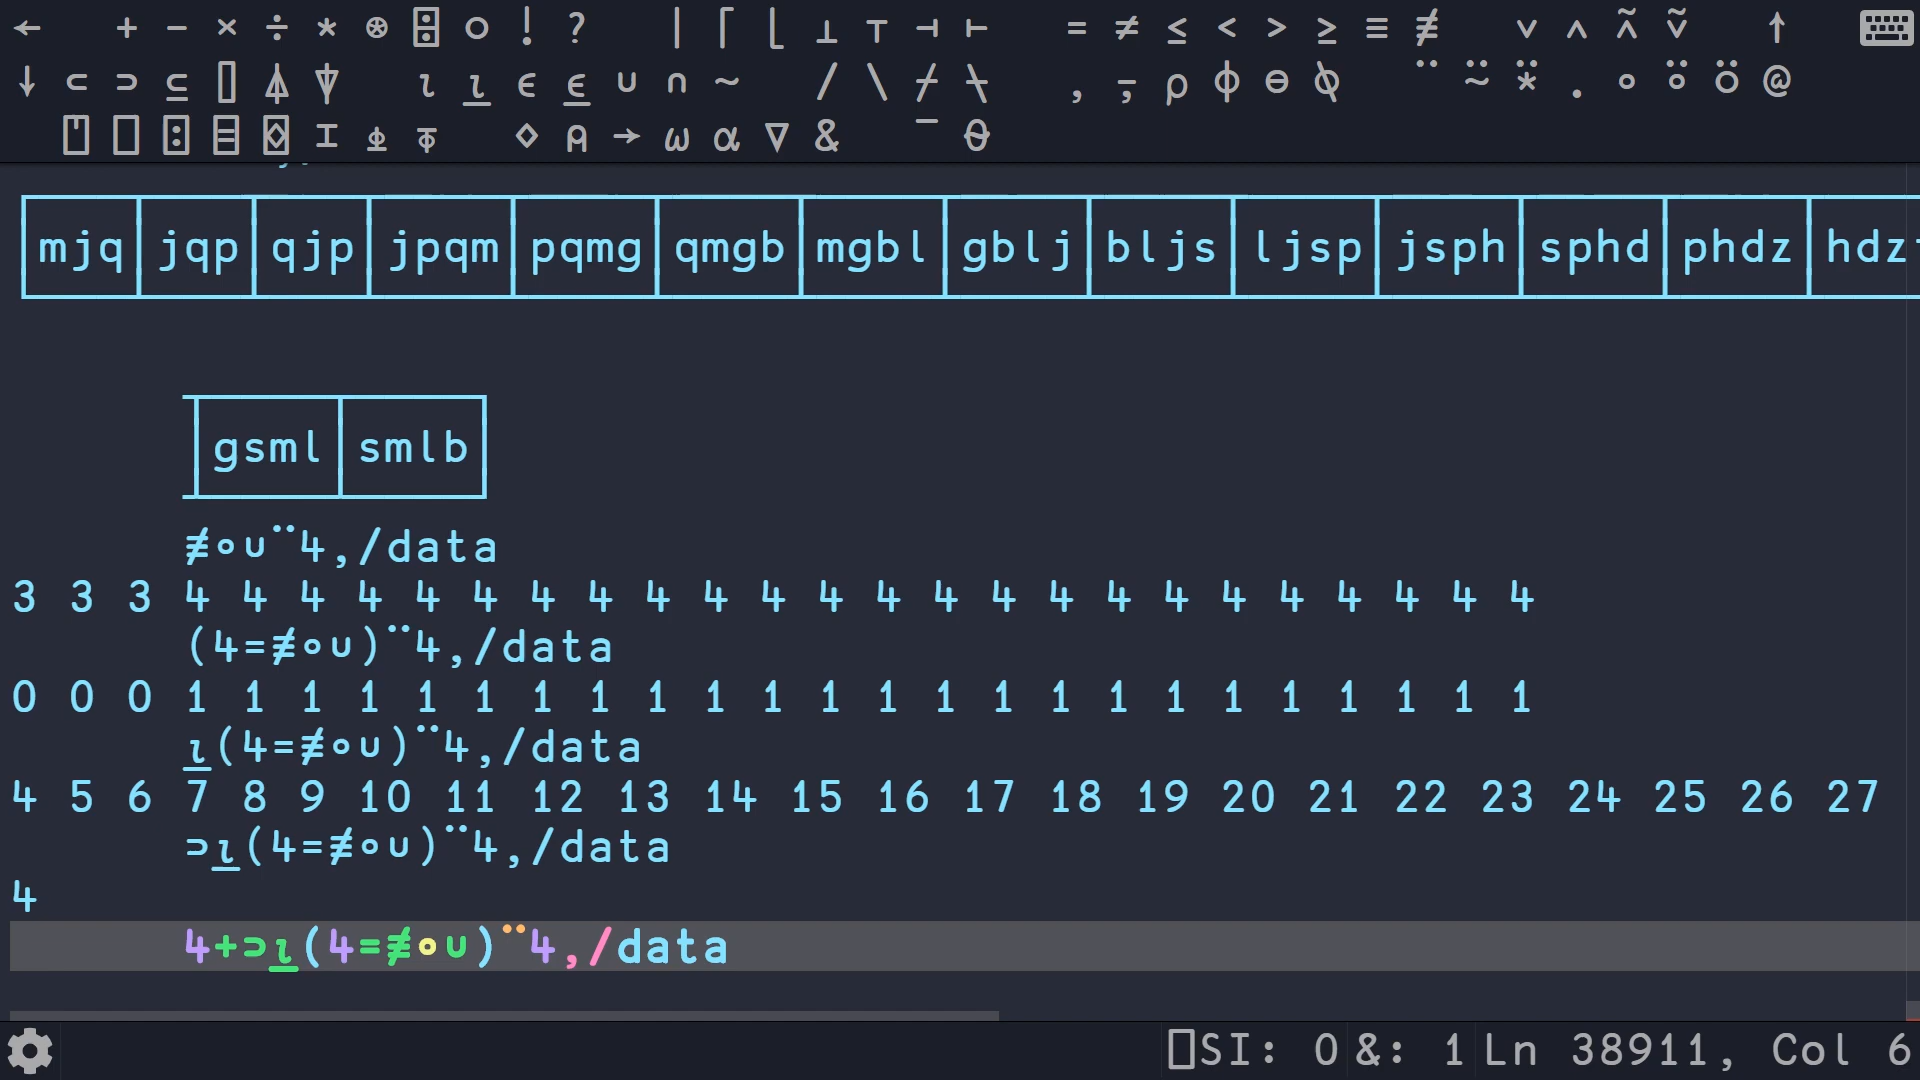 ← + - × ÷ * ⍟ ⌹ ○ ! ? | ⌈ ⌊ ⊥ ⊤ ⊣ ⊢ = ≠ ≤ < > ≥ ≡ ≢ ∨ ∧ ⍲ ⍱ ↑
↓ ⊂ ⊃ ⊆ ⌷ ⍋ ⍒ ⍳ ⍸ ∊ ⍷ ∪ ∩ ~ / \ ⌿ ⍀ , ⍪ ⍴ ⌽ ⊖ ⍉ ¨ ⍨ ⍣ . ∘ ⍤ ⍥ @
⍞ ⎕ ⍠ ⌸ ⌺ ⌶ ⍎ ⍕ ⋄ ⍝ → ⍵ ⍺ ∇ & ¯ ⍬
mjq jqp qjp jpqm pqmg qmgb mgbl gblj bljs ljsp jsph sphd phdz hdz
gsml smlb
≢∘∪¨4,/data
3 3 3 4 4 4 4 4 4 4 4 4 4 4 4 4 4 4 4 4 4 4 4 4 4 4 4
(4=≢∘∪)¨4,/data
0 0 0 1 1 1 1 1 1 1 1 1 1 1 1 1 1 1 1 1 1 1 1 1 1 1 1
⍸(4=≢∘∪)¨4,/data
4 5 6 7 8 9 10 11 12 13 14 15 16 17 18 19 20 21 22 23 24 25 26 27
⊃⍸(4=≢∘∪)¨4,/data
4
4+⊃⍸(4=≢∘∪)¨4,/data
⎕SI: 0 &: 1 Ln 38911, Col 6